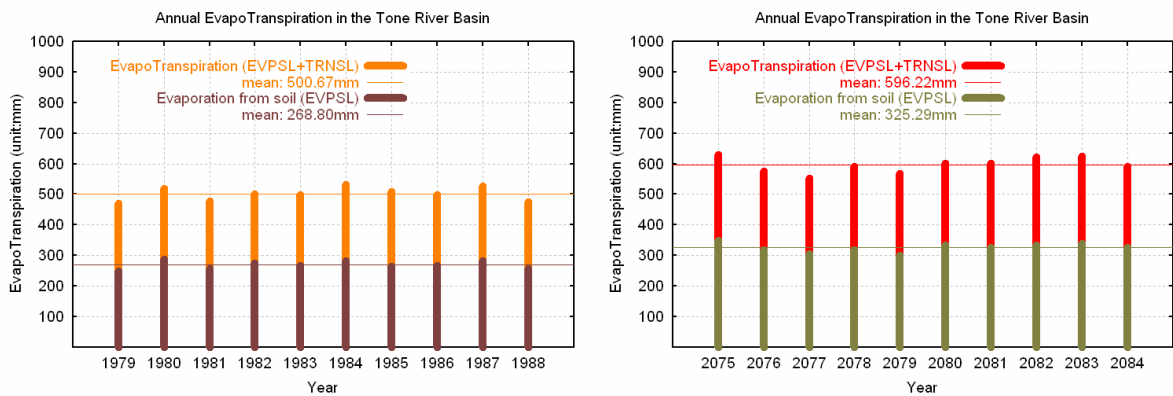 Annual EvapoTranspiration in the Tone River Basin
EvapoTranspiration (unit:mm)
1000
900
800
700
600
500
400
300
200
100
EvapoTranspiration (EVPSL+TRNSL)
mean: 500.67mm
Evaporation from soil (EVPSL)
mean: 268.80mm
1979 1980 1981 1982 1983 1984 1985 1986 1987 1988
Year
Annual EvapoTranspiration in the Tone River Basin
EvapoTranspiration (unit:mm)
1000
900
800
700
600
500
400
300
200
100
EvapoTranspiration (EVPSL+TRNSL)
mean: 596.22mm
Evaporation from soil (EVPSL)
mean: 325.29mm
2075 2076 2077 2078 2079 2080 2081 2082 2083 2084
Year